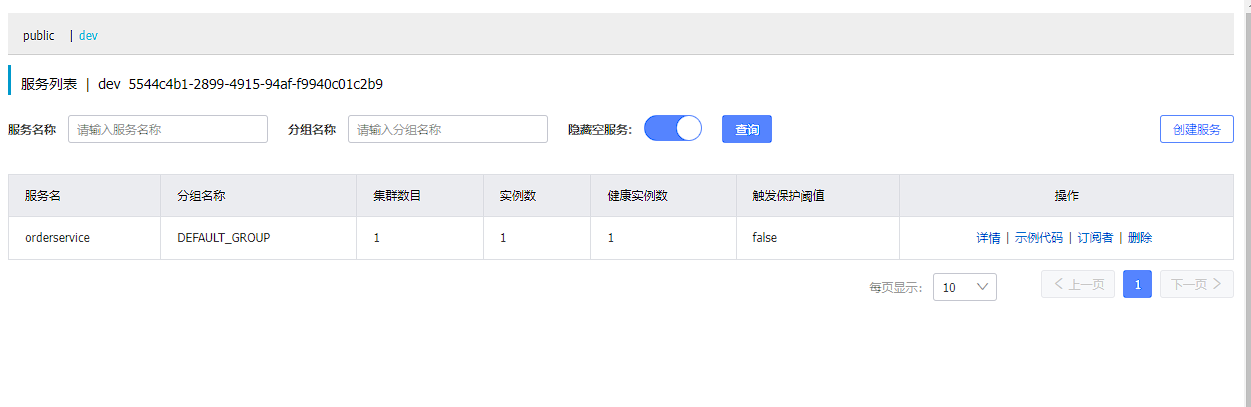 public | dev
服务列表 | dev 5544c4b1-2899-4915-94af-f9940c01c2b9
服务名称 请输入服务名称 分组名称 请输入分组名称 隐藏空服务: 查询 创建服务
服务名 分组名称 集群数目 实例数 健康实例数 触发保护阈值 操作
orderservice DEFAULT_GROUP 1 1 1 false 详情 | 示例代码 | 订阅者 | 删除
每页显示: 10 上一页 1 下一页